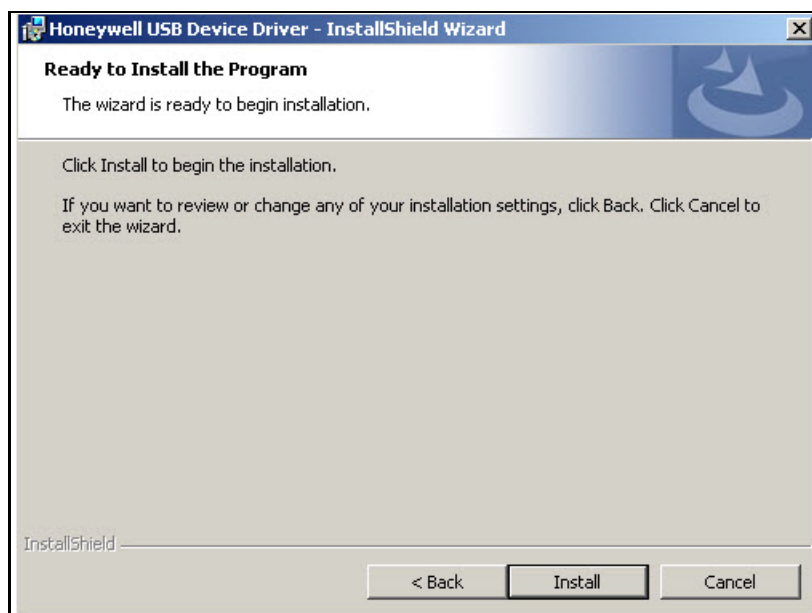 Honeywell USB Device Driver - InstallShield Wizard
Ready to Install the Program
The wizard is ready to begin installation.
Click Install to begin the installation.
If you want to review or change any of your installation settings, click Back. Click Cancel to
exit the wizard.
InstallShield
< Back Install Cancel